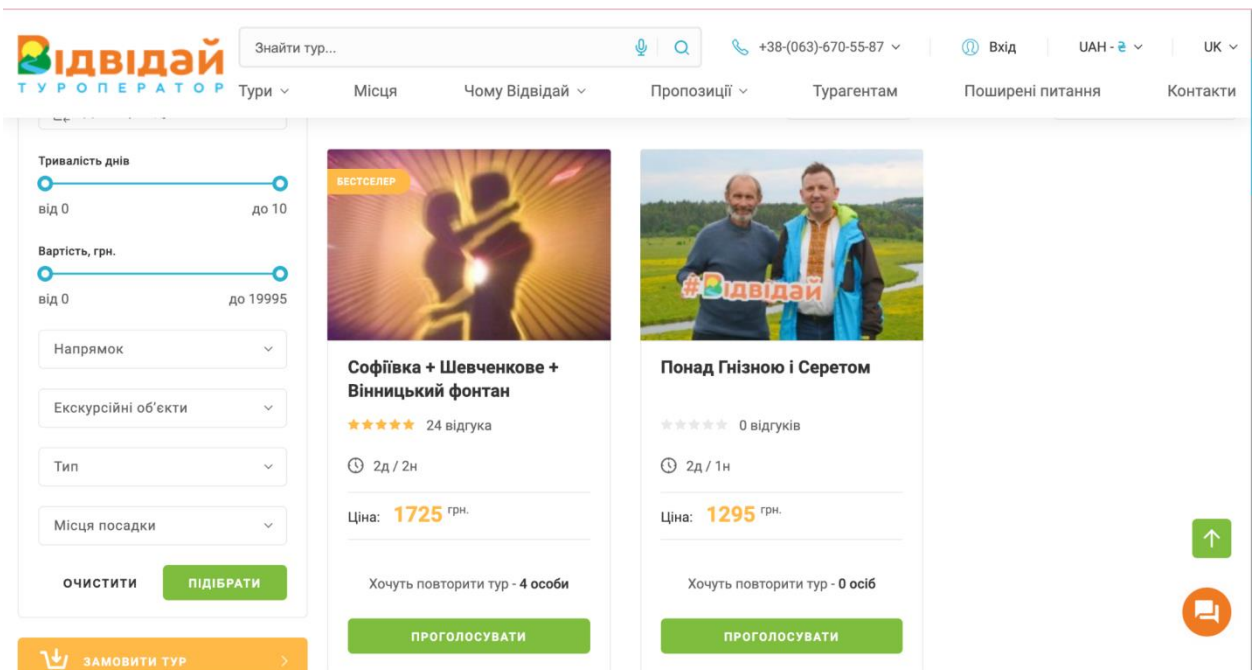 Відвідай
ТУРОПЕРАТОР
Знайти тур...
+38-(063)-670-55-87
Вхід
UAH - ₴
UK
Тури
Місця
Чому Відвідай
Пропозиції
Турагентам
Поширені питання
Контакти
Тривалість днів
від 0
до 10
Вартість, грн.
від 0
до 19995
Напрямок
Екскурсійні об'єкти
Тип
Місця посадки
ОЧИСТИТИ
ПІДІБРАТИ
ЗАМОВИТИ ТУР
БЕСТСЕЛЕР
Софіївка + Шевченкове +
Вінницький фонтан
24 відгука
2д / 2н
Ціна: 1725 грн.
Хочуть повторити тур - 4 особи
ПРОГОЛОСУВАТИ
#Відвідай
Понад Гнізною і Серетом
0 відгуків
2д / 1н
Ціна: 1295 грн.
Хочуть повторити тур - 0 осіб
ПРОГОЛОСУВАТИ